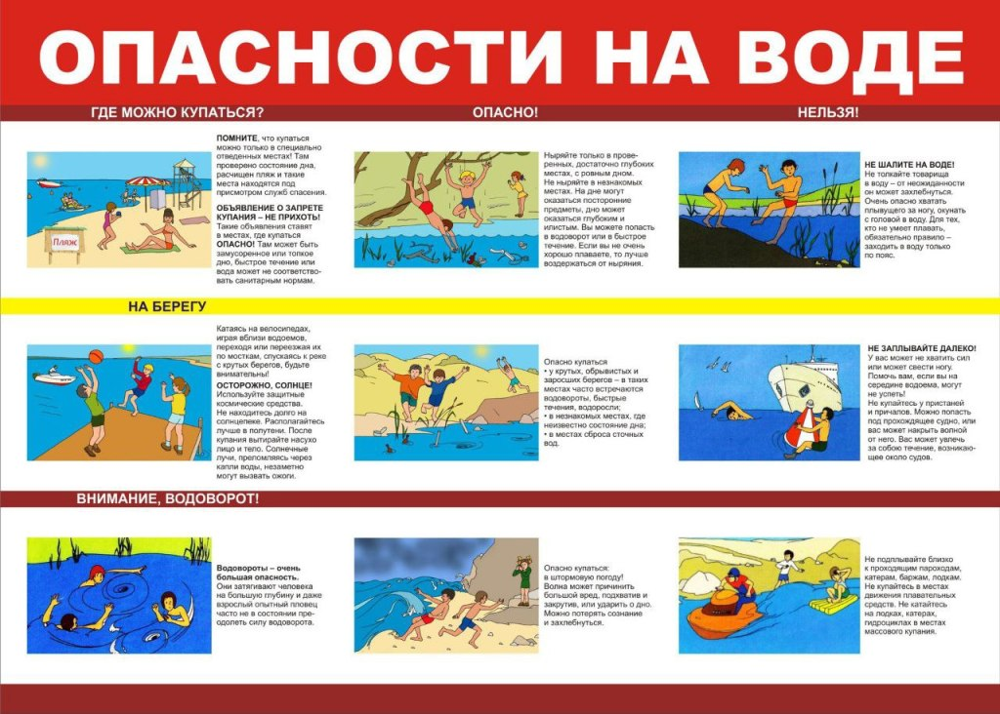 ОПАСНОСТИ НА ВОДЕ
ГДЕ МОЖНО КУПАТЬСЯ?
ОПАСНО!
НЕЛЬЗЯ!
Пляж
ПОМНИТЕ, что купаться
можно только в специально
отведенных местах! Там
проверено состояние дна,
расчищен пляж и такие
места находятся под
присмотром служб спасения.
ОБЪЯВЛЕНИЕ О ЗАПРЕТЕ
КУПАНИЯ – НЕ ПРИХОТЬ!
Такие объявления ставят
в местах, где купаться
ОПАСНО! Там может быть
замусоренное или топкое
дно, быстрое течение или
вода может не соответство-
вать санитарным нормам.
Ныряйте только в прове-
ренных, достаточно глубоких
местах, с ровным дном.
Не ныряйте в незнакомых
местах. На дне могут
оказаться посторонние
предметы, дно может
оказаться глубоким и
илистым. Вы можете попасть
в водоворот или в быстрое
течение. Если вы не очень
хорошо плаваете, то лучше
воздержаться от ныряния.
НЕ ШАЛИТЕ НА ВОДЕ!
Не толкайте товарища
в воду – от неожиданности
он может захлебнуться.
Очень опасно хватать
плывущего за ногу, окунать
с головой в воду. Для тех,
кто не умеет плавать,
обязательно правило –
заходить в воду только
по пояс.
НА БЕРЕГУ
Катаясь на велосипедах,
играя вблизи водоемов,
переходя или переезжая их
по мосткам, спускаясь к реке
с крутых берегов, будьте
внимательны!
ОСТОРОЖНО, СОЛНЦЕ!
Используйте защитные
космические средства.
Не находитесь долго на
солнцепеке. Располагайтесь
лучше в полутени. После
купания вытирайте насухо
лицо и тело. Солнечные
лучи, преломляясь через
капли воды, незаметно
могут вызвать ожоги.
Опасно купаться
• у крутых, обрывистых и
заросших берегов – в таких
местах часто встречаются
водовороты, быстрые
течения, водоросли;
• в незнакомых местах, где
неизвестно состояние дна;
• в местах сброса сточных
вод.
НЕ ЗАПЛЫВАЙТЕ ДАЛЕКО!
У вас может не хватить сил
или может свести ногу.
Помочь вам, если вы на
середине водоема, могут
не успеть!
Не купайтесь у пристаней
и причалов. Можно попасть
под прохожящее судно, или
вас может накрыть волной
от него. Вас может увлечь
за собою течение, возникаю-
щее около судов.
ВНИМАНИЕ, ВОДОВОРОТ!
Водовороты – очень
большая опасность.
Они затягивают человека
на большую глубину и даже
взрослый опытный пловец
часто не в состоянии пре-
одолеть силу водоворота.
Опасно купаться:
в штормовую погоду!
Волна может причинить
большой вред, подхватив и
закрутив, или ударить о дно.
Можно потерять сознание
и захлебнуться.
Не подплывайте близко
к проходящим пароходам,
катерам, баржам, лодкам.
Не купайтесь в местах
движения плавательных
средств. Не катайтесь
на лодках, катерах,
гидроциклах в местах
массового купания.